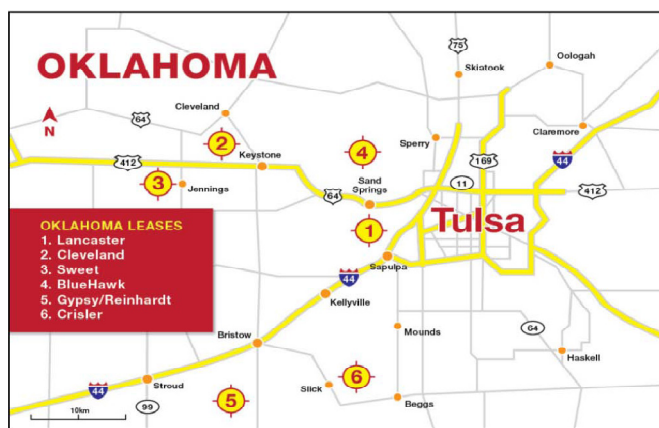 OKLAHOMA
75
Skiatook
Oologah
Cleveland
64
N
2
4
Sperry
Claremore
412
Keystone
169
44
3
Jennings
Sand
Springs
64
11
412
Tulsa
OKLAHOMA LEASES
1. Lancaster
2. Cleveland
3. Sweet
4. BlueHawk
5. Gypsy/Reinhardt
6. Crisler
1
Sapulpa
44
Kellyville
Bristow
Mounds
64
Haskell
Stroud
44
99
10km
Slick
6
5
Beggs